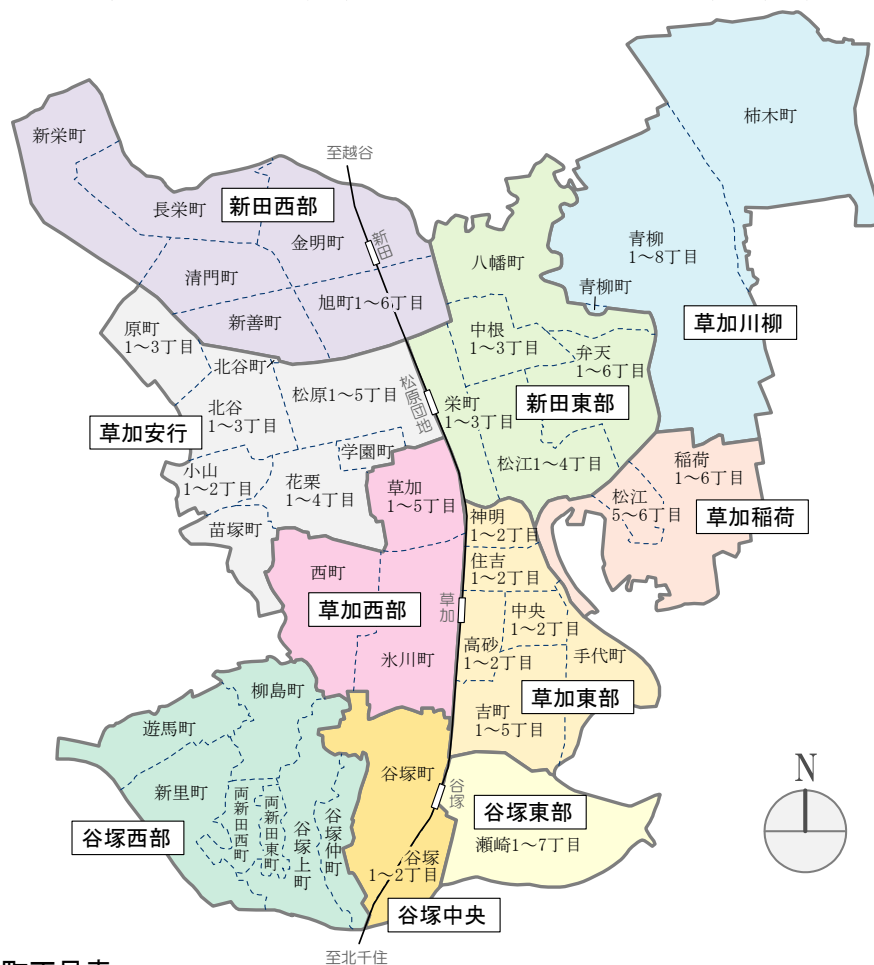 柿木町
新栄町
至越谷
長栄町
新田西部
金明町
新田
清門町
八幡町
青柳
1〜8丁目
青柳町
草加川柳
新善町
旭町1〜6丁目
原町
1〜3丁目
北谷町
中根
1〜3丁目
弁天
1〜6丁目
松原1〜5丁目
松原団地
北谷
1〜3丁目
栄町
1〜3丁目
新田東部
草加安行
学園町
小山
1〜2丁目
花栗
1〜4丁目
松江1〜4丁目
稲荷
1〜6丁目
草加
1〜5丁目
松江
5〜6丁目
草加稲荷
苗塚町
神明
1〜2丁目
住吉
1〜2丁目
西町
草加西部
草加
中央
1〜2丁目
高砂
1〜2丁目
手代町
氷川町
柳島町
草加東部
吉町
1〜5丁目
遊馬町
谷塚町
新里町
谷塚
両新田西町
両新田東町
谷塚上町
谷塚仲町
谷塚西部
谷塚東部
瀬崎1〜7丁目
谷塚
1〜2丁目
谷塚中央
N
至北千住